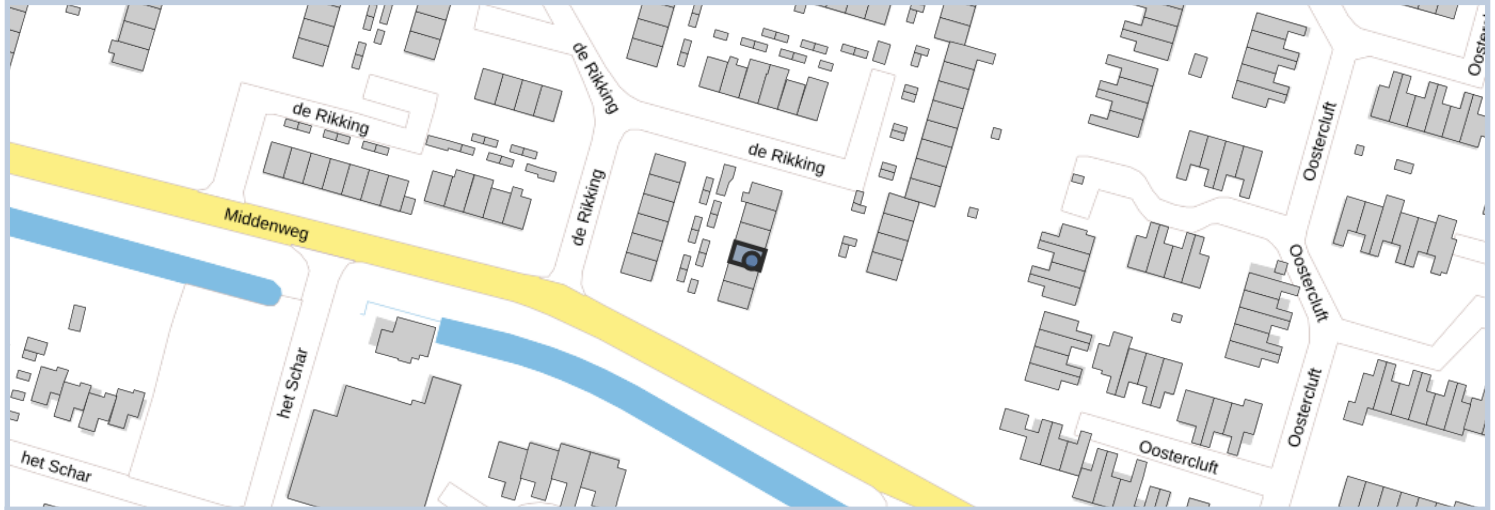 de Rikking
de Rikking
de Rikking
de Rikking
Middenweg
het Schar
het Schar
Oostercluft
Oostercluft
Oostercluft
Oostercluft